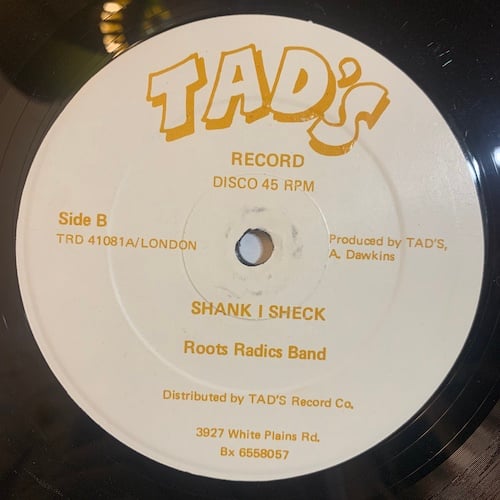 TAD'S
RECORD
DISCO 45 RPM
Side B
TRD 41081A/LONDON
Produced by TAD'S,
A. Dawkins
SHANK I SHECK
Roots Radics Band
Distributed by TAD'S Record Co.
3927 White Plains Rd.
Bx 6558057